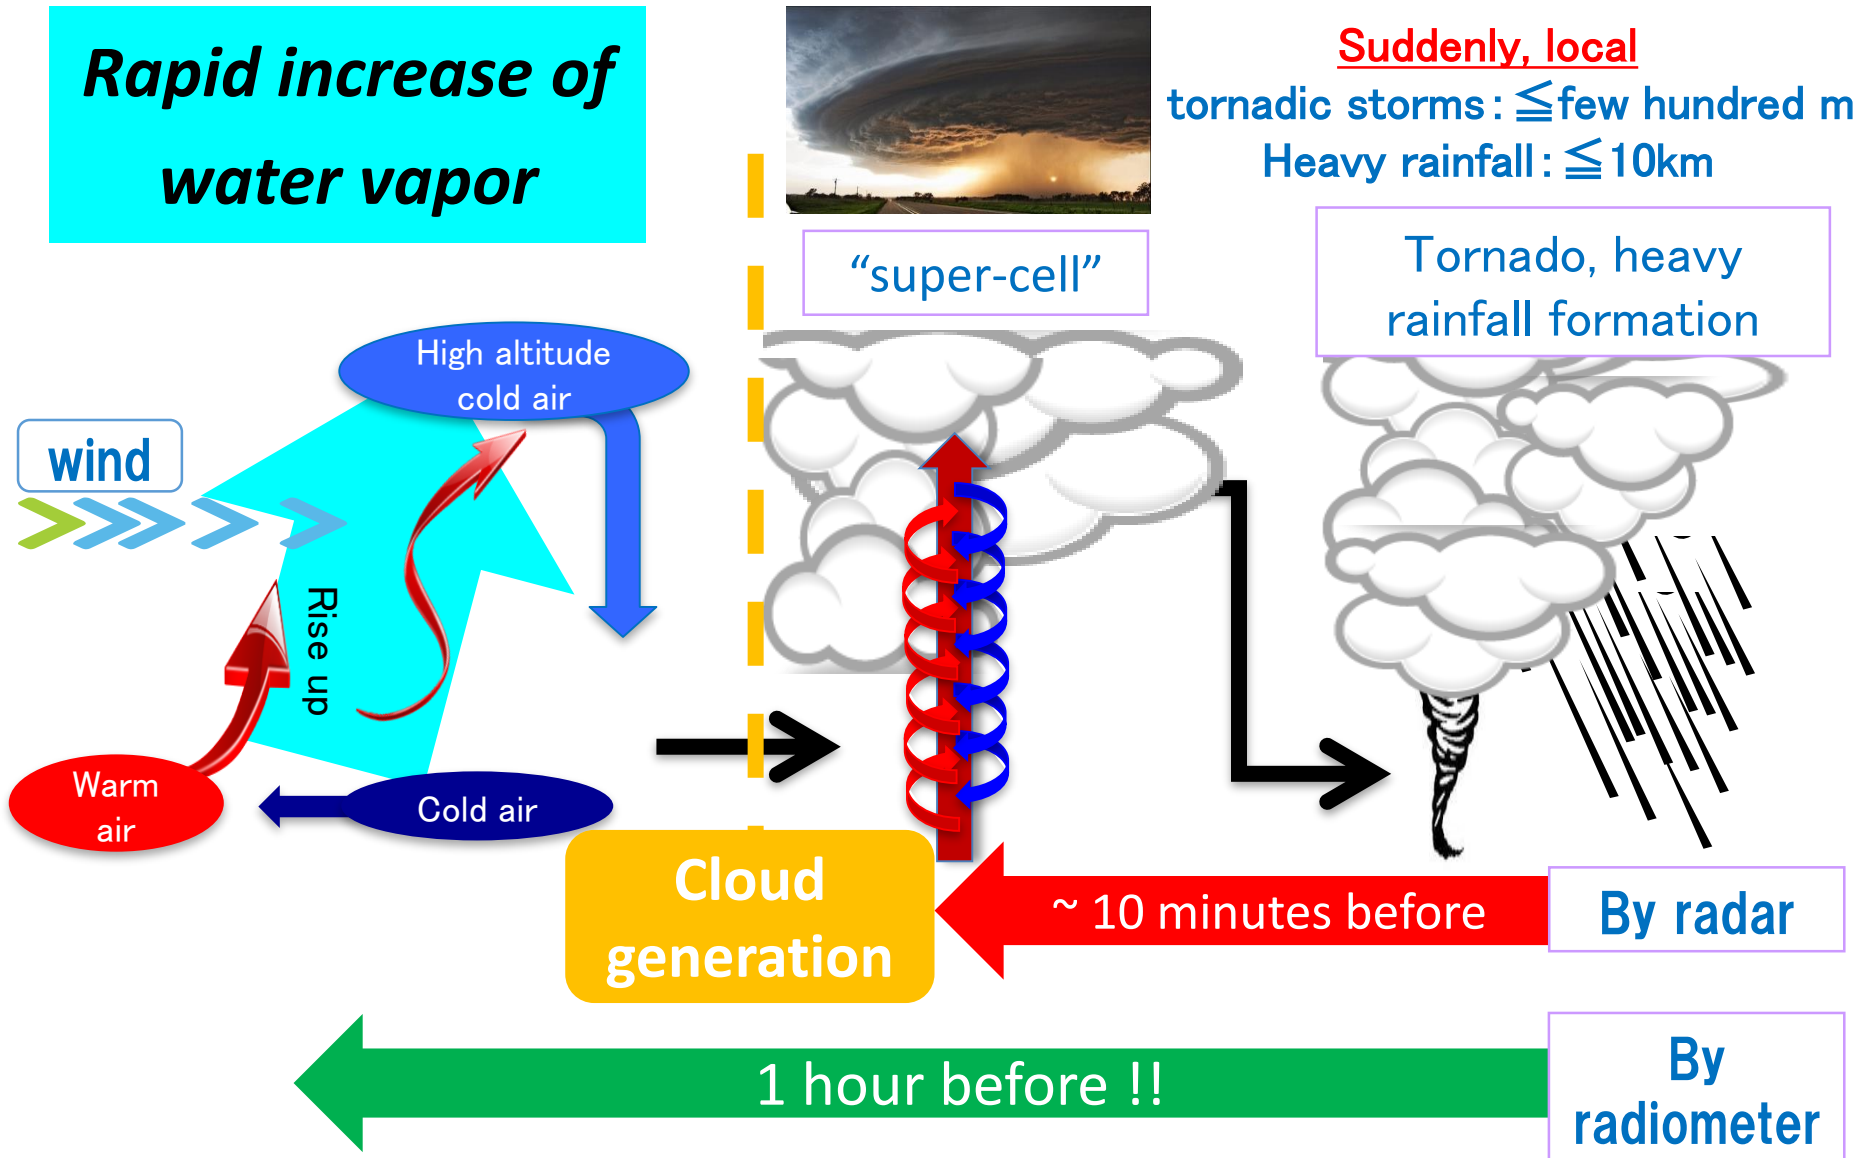 Rapid increase of
water vapor
Suddenly, local
tornadic storms: ≦few hundred m
Heavy rainfall: ≦10km
“super-cell”
Tornado, heavy
rainfall formation
High altitude
cold air
wind
Rise up
Warm
air
Cold air
Cloud
generation
~ 10 minutes before
By radar
1 hour before !!
By
radiometer